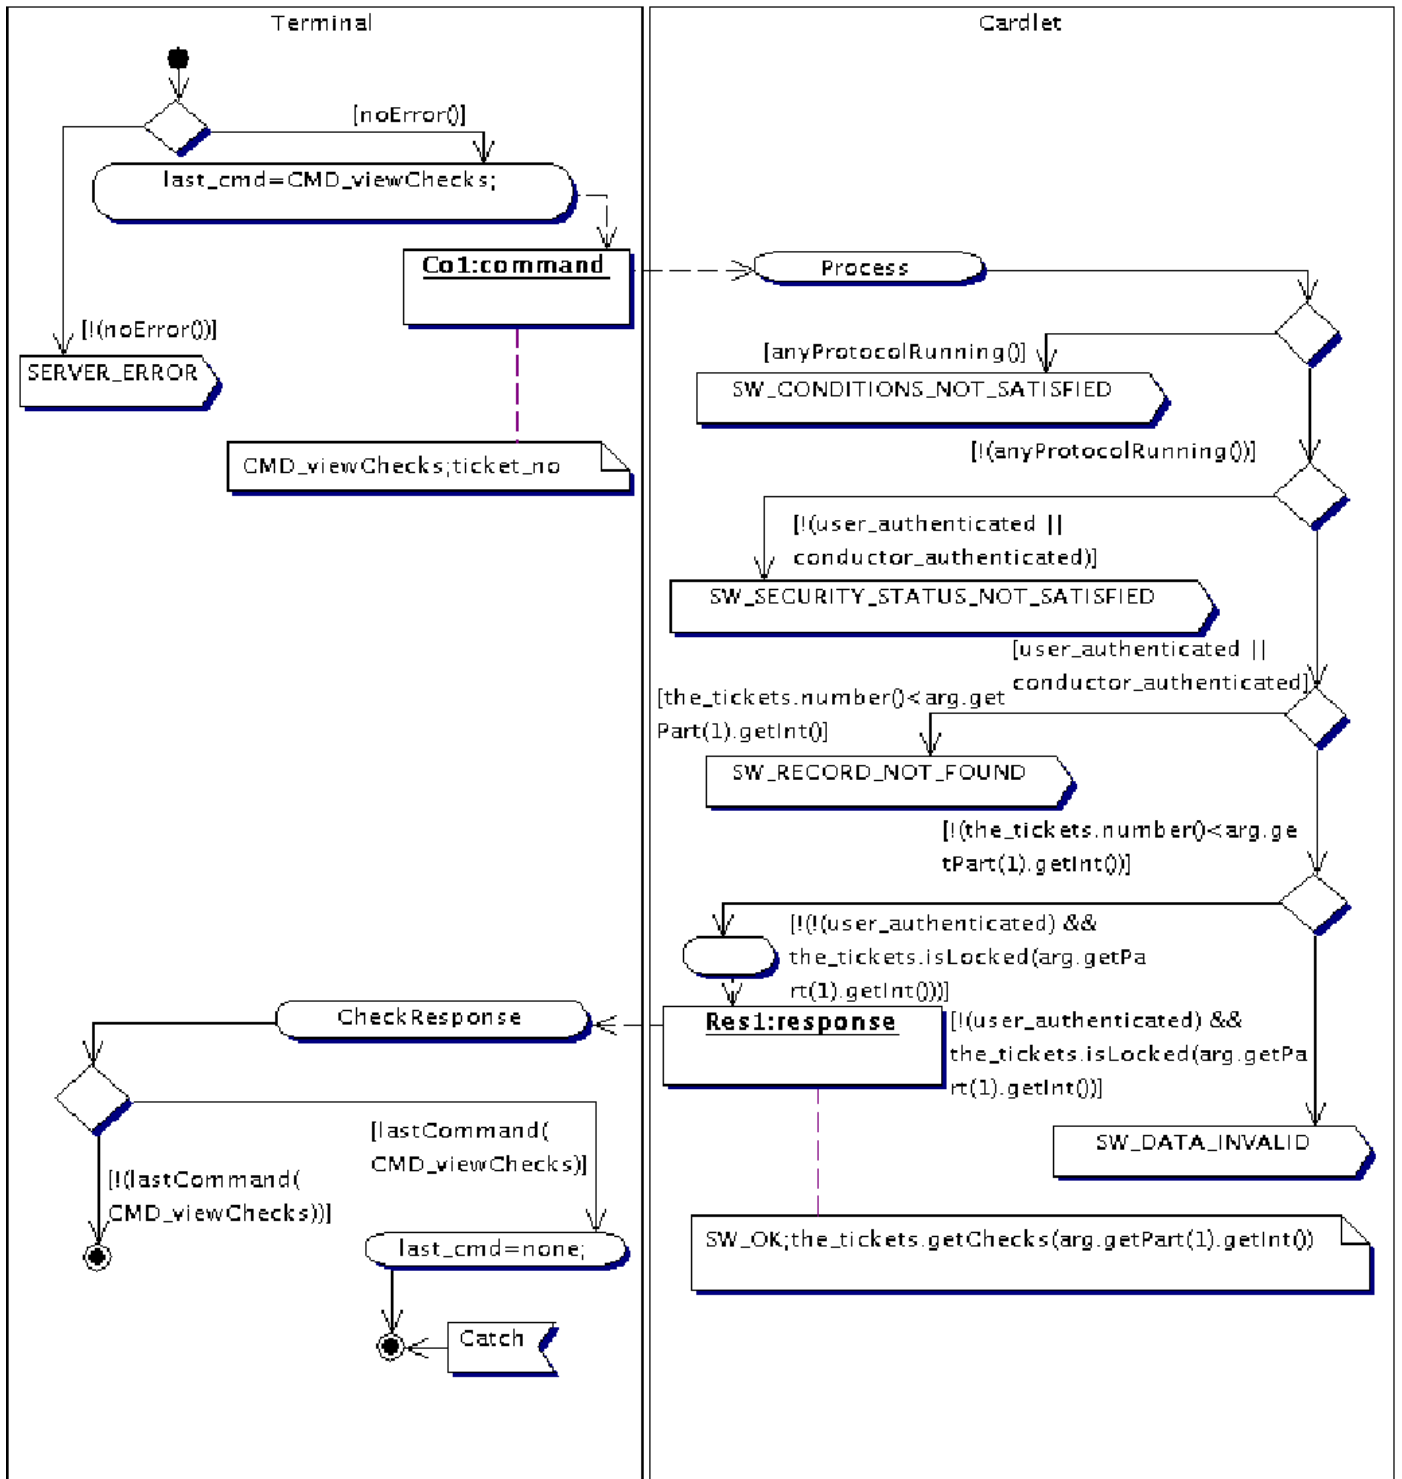 Terminal
Cardlet
[noError()]
last_cmd=CMD_viewChecks;
Co1:command
Process
[!(noError())]
SERVER_ERROR
[anyProtocolRunning()]
SW_CONDITIONS_NOT_SATISFIED
CMD_viewChecks;ticket_no
[!(anyProtocolRunning())]
[!(user_authenticated ||
conductor_authenticated)]
SW_SECURITY_STATUS_NOT_SATISFIED
[user_authenticated ||
conductor_authenticated]
[the_tickets.number()<arg.get
Part(1).getInt()]
SW_RECORD_NOT_FOUND
[!(the_tickets.number()<arg.ge
tPart(1).getInt())]
[!(!(user_authenticated) &&
the_tickets.isLocked(arg.getPa
rt(1).getInt()))]
CheckResponse
Res1:response
[!(user_authenticated) &&
the_tickets.isLocked(arg.getPa
rt(1).getInt())]
[lastCommand(
CMD_viewChecks)]
SW_DATA_INVALID
[!(lastCommand(
CMD_viewChecks))]
last_cmd=none;
SW_OK;the_tickets.getChecks(arg.getPart(1).getInt())
Catch